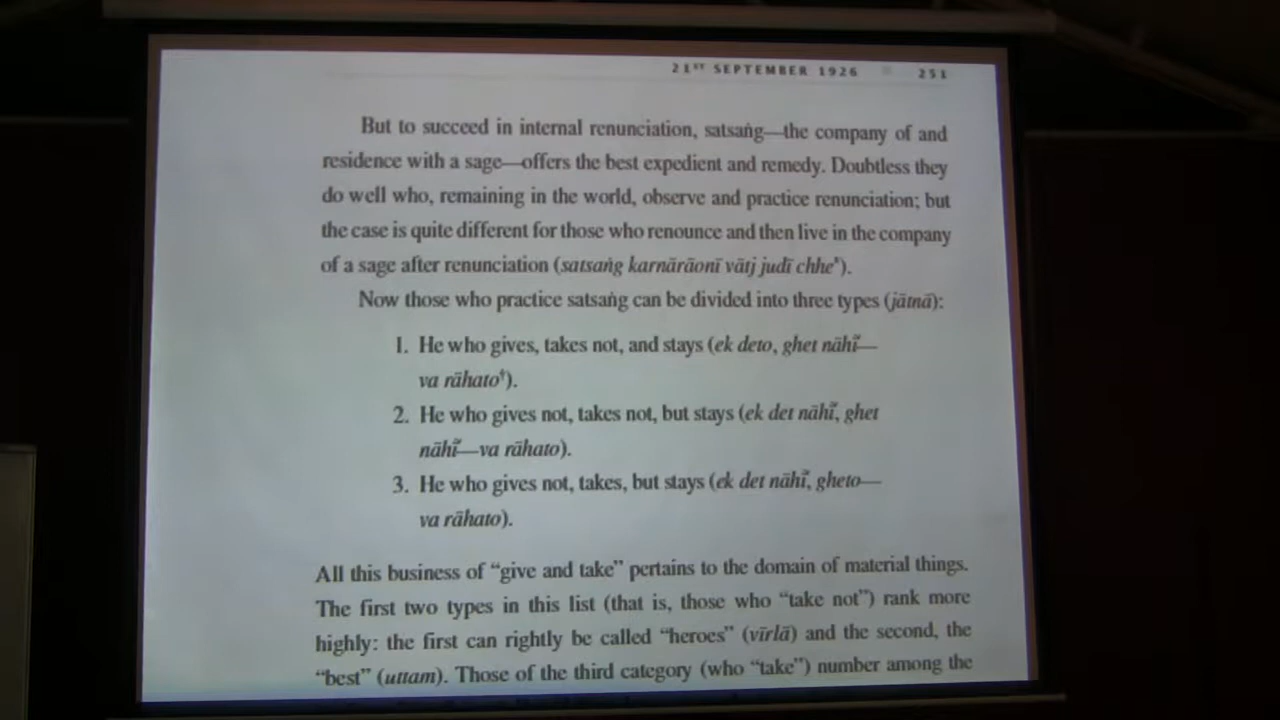 21ST SEPTEMBER 1926 251
But to succeed in internal renunciation, satsaṅg—the company of and
residence with a sage—offers the best expedient and remedy. Doubtless they
do well who, remaining in the world, observe and practice renunciation; but
the case is quite different for those who renounce and then live in the company
of a sage after renunciation (satsaṅg karnārāonī vātj judī chhe*).
Now those who practice satsaṅg can be divided into three types (jātnā):
1. He who gives, takes not, and stays (ek deto, ghet nāhī̃—
va rāhato†).
2. He who gives not, takes not, but stays (ek det nāhī̃, ghet
nāhī̃—va rāhato).
3. He who gives not, takes, but stays (ek det nāhī̃, gheto—
va rāhato).
All this business of “give and take” pertains to the domain of material things.
The first two types in this list (that is, those who “take not”) rank more
highly: the first can rightly be called “heroes” (vīrlā) and the second, the
“best” (uttam). Those of the third category (who “take”) number among the